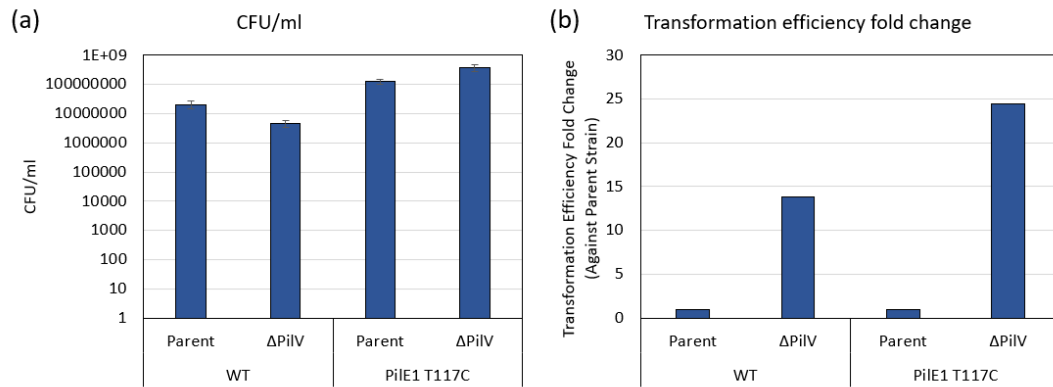 (a)
CFU/ml
CFU/ml
1E+09
100000000
10000000
1000000
100000
10000
1000
100
10
1
Parent
ΔPilV
Parent
ΔPilV
WT
PilE1 T117C
(b)
Transformation efficiency fold change
Transformation Efficiency Fold Change
(Against Parent Strain)
30
25
20
15
10
5
0
Parent
ΔPilV
Parent
ΔPilV
WT
PilE1 T117C